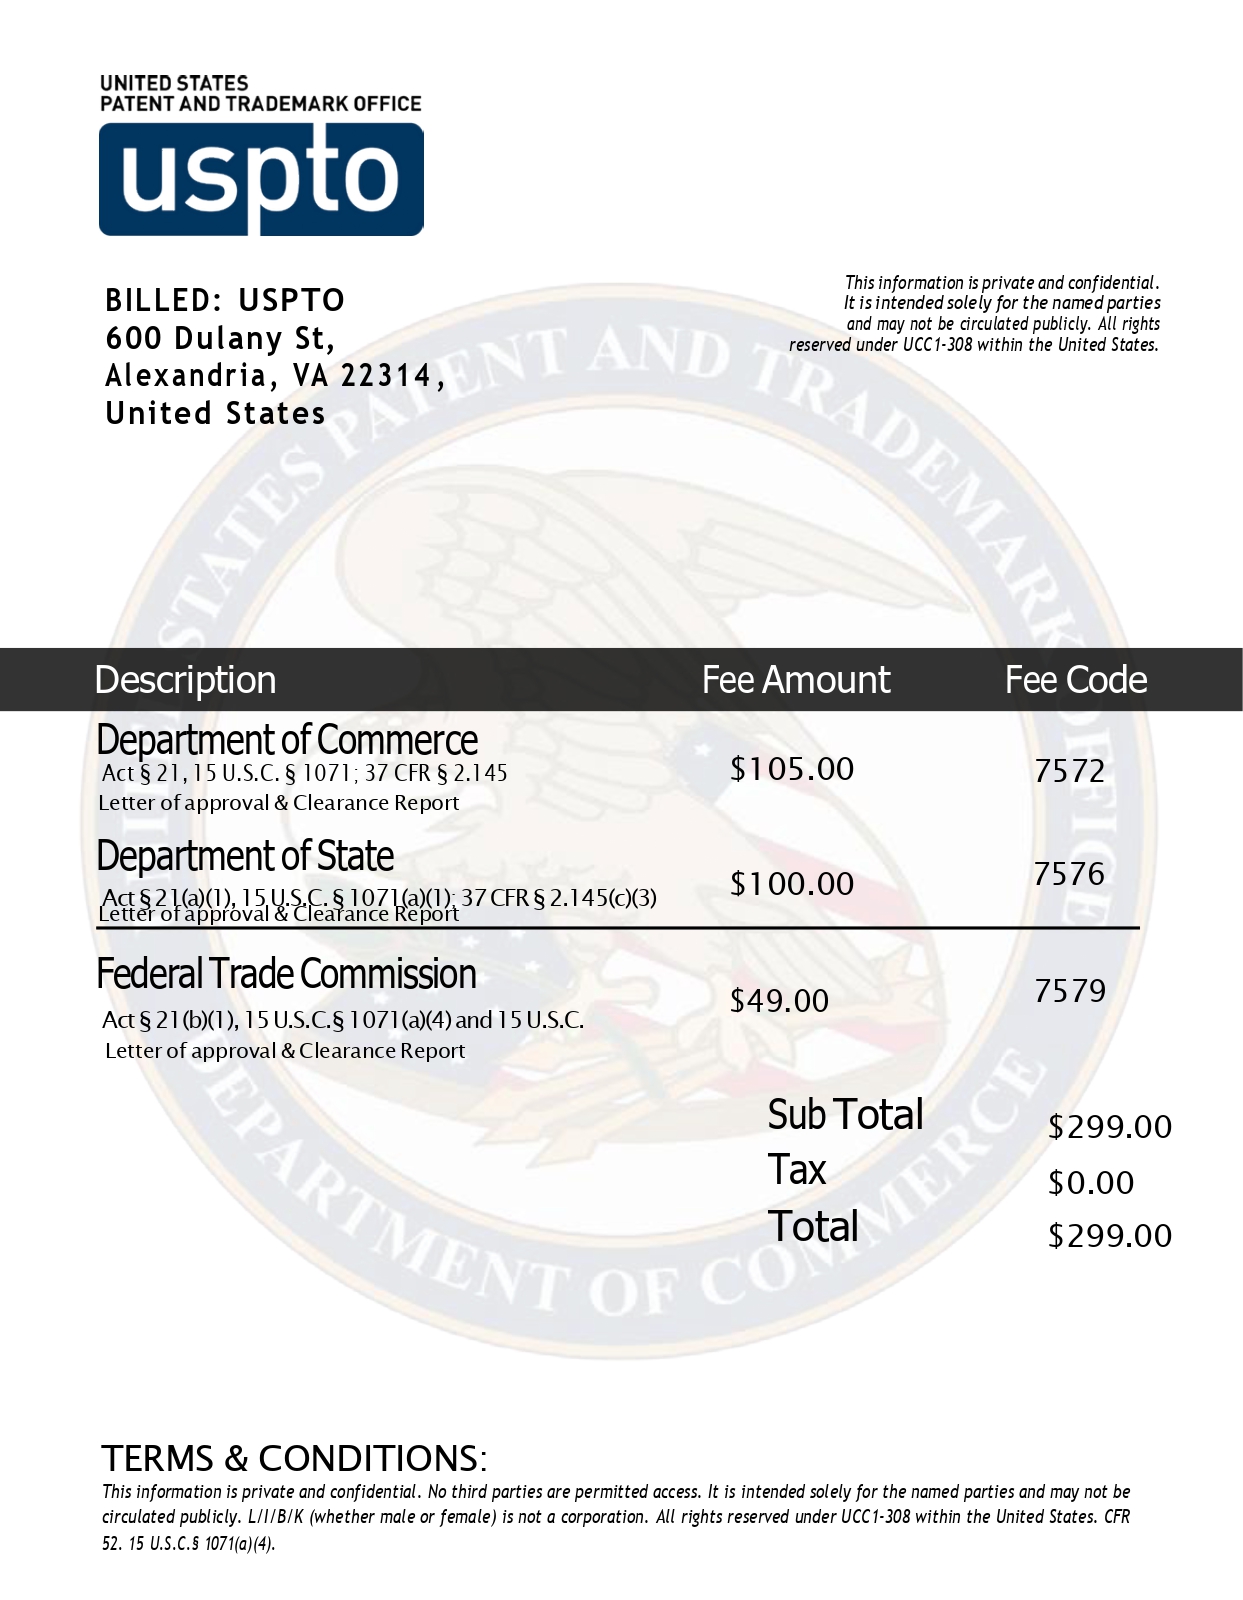 UNITED STATES
PATENT AND TRADEMARK OFFICE
uspto
This information is private and confidential.
It is intended solely for the named parties
and may not be circulated publicly. All rights
reserved under UCC1-308 within the United States.
BILLED: USPTO
600 Dulany St,
Alexandria, VA 22314,
United States
UNITED STATES PATENT AND TRADEMARK OFFICE
DEPARTMENT OF COMMERCE
Description Fee Amount Fee Code
Department of Commerce
Act § 21, 15 U.S.C. § 1071; 37 CFR § 2.145 $105.00 7572
Letter of approval & Clearance Report
Department of State
Act § 21(a)(1), 15 U.S.C. § 1071(a)(1); 37 CFR § 2.145(c)(3) $100.00 7576
Letter of approval & Clearance Report
Federal Trade Commission
Act § 21(b)(1), 15 U.S.C.§ 1071(a)(4) and 15 U.S.C. $49.00 7579
Letter of approval & Clearance Report
Sub Total $299.00
Tax $0.00
Total $299.00
TERMS & CONDITIONS:
This information is private and confidential. No third parties are permitted access. It is intended solely for the named parties and may not be
circulated publicly. L/I/B/K (whether male or female) is not a corporation. All rights reserved under UCC1-308 within the United States. CFR
52. 15 U.S.C.§ 1071(a)(4).